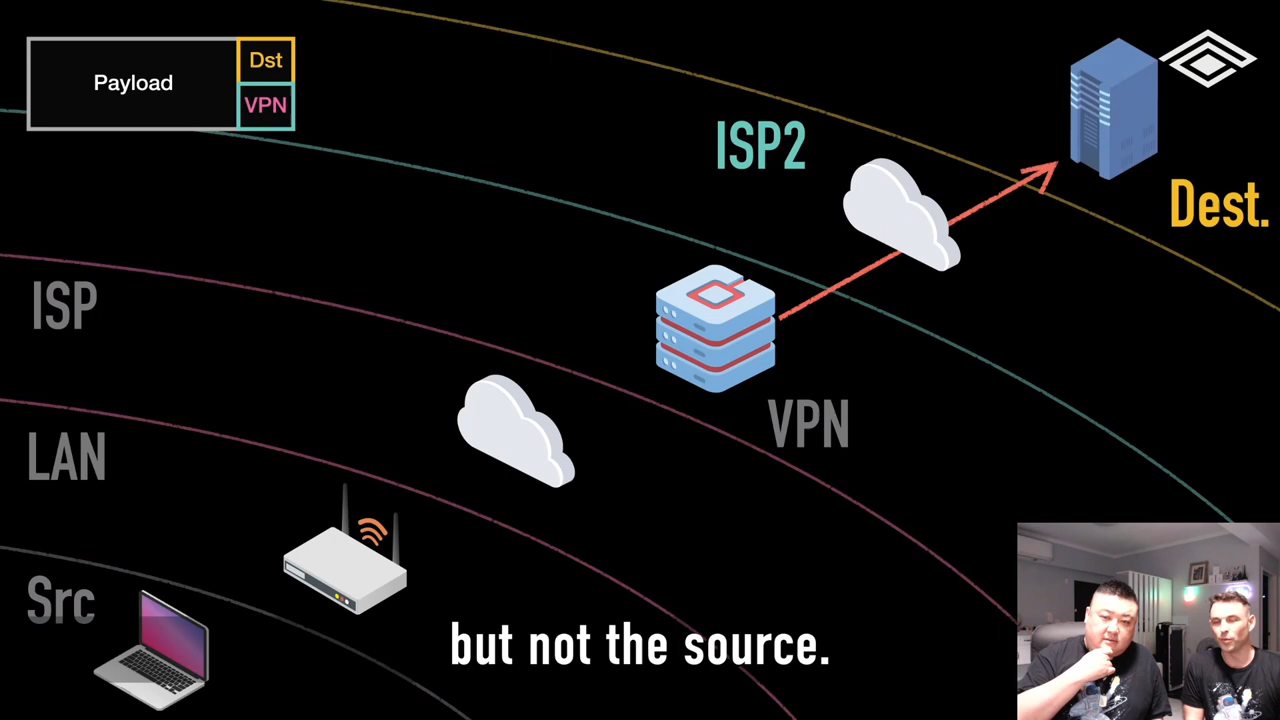 Payload
Dst
VPN
ISP2
Dest.
ISP
VPN
LAN
Src
but not the source.